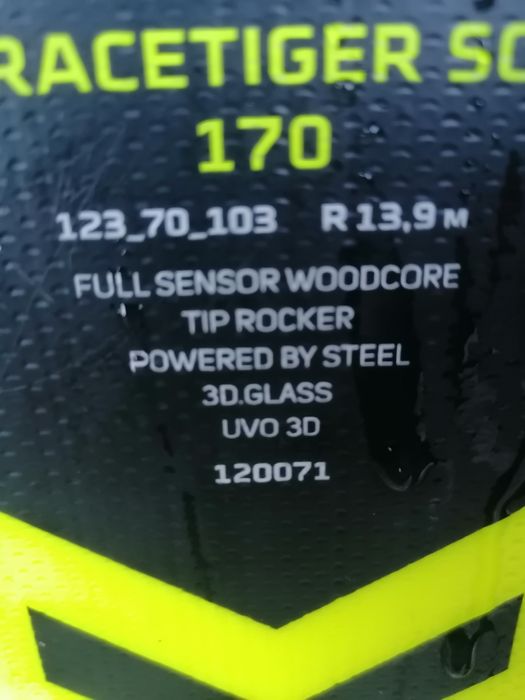 RACETIGER SC
170
123_70_103 R 13,9 M
FULL SENSOR WOODCORE
TIP ROCKER
POWERED BY STEEL
3D.GLASS
UVO 3D
120071